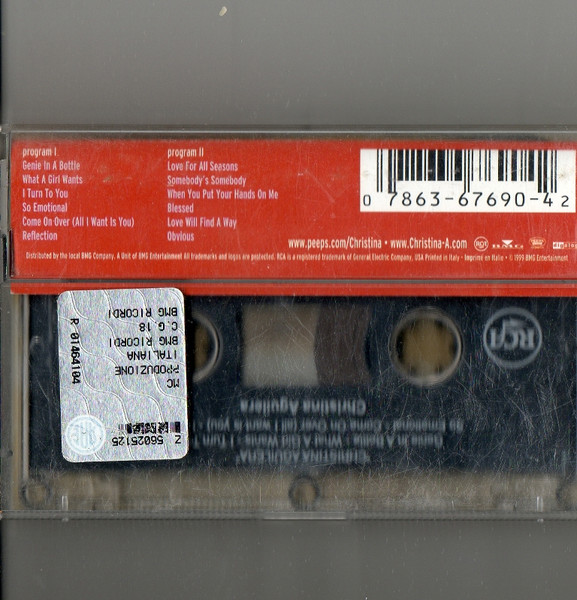 program I
Genie In A Bottle
What A Girl Wants
I Turn To You
So Emotional
Come On Over (All I Want Is You)
Reflection
program II
Love For All Seasons
Somebody's Somebody
When You Put Your Hands On Me
Blessed
Love Will Find A Way
Obvious
0 7863-67690-4 2
www.peeps.com/Christina • www.Christina-A.com
RCA BMG
Distributed by the local BMG Company. A Unit of BMG Entertainment All trademarks and logos are protected. RCA is a registered trademark of General Electric Company, USA Printed in Italy - Imprimé en Italie - © 1999 BMG Entertainment
Z 56025125
MC
PRODUZIONE
ITALIANA
BMG RICORDI
C.G.18
BMG RICORDI
R 01464104
RCA
Christina Aguilera